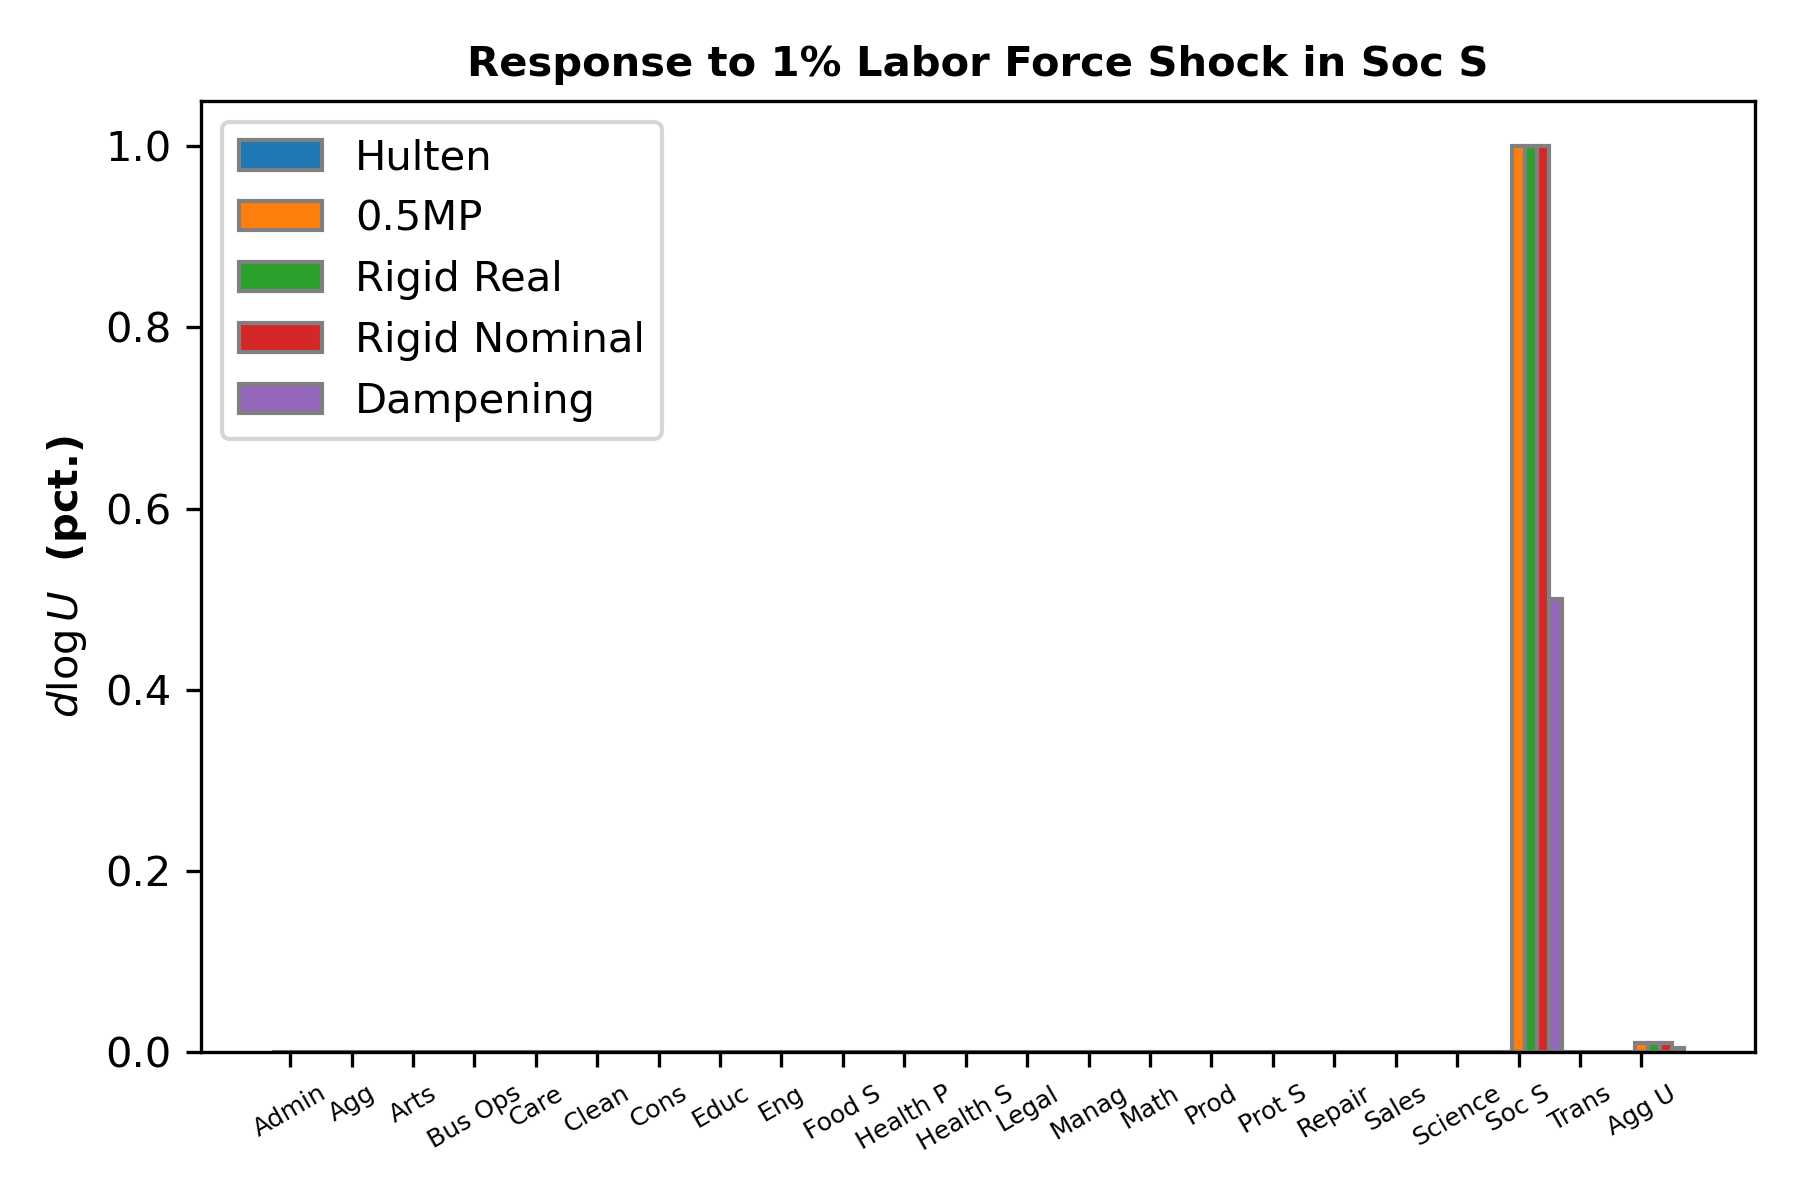 Response to 1% Labor Force Shock in Soc S
Hulten
0.5MP
Rigid Real
Rigid Nominal
Dampening
dlog U (pct.)
1.0
0.8
0.6
0.4
0.2
0.0
Admin
Agg
Arts
Bus Ops
Care
Clean
Cons
Educ
Eng
Food S
Health P
Health S
Legal
Manag
Math
Prod
Prot S
Repair
Sales
Science
Soc S
Trans
Agg U